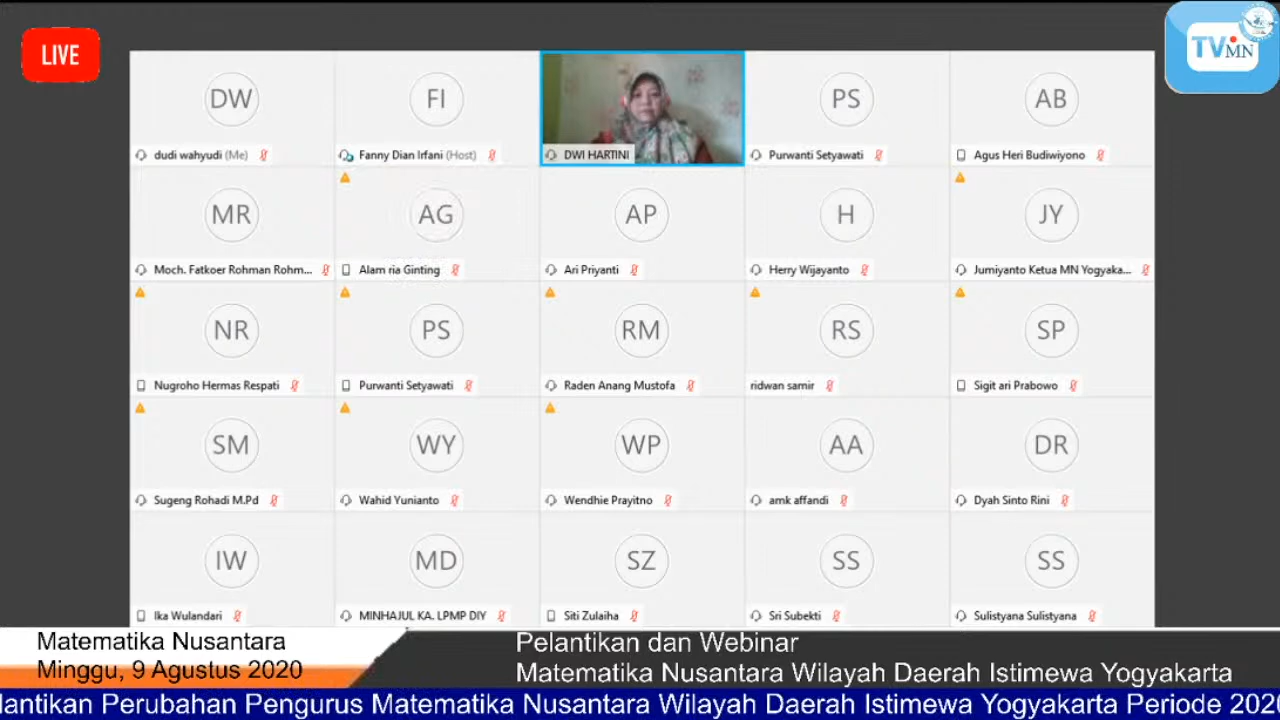 LIVE
TVMN
DW
FI
PS
AB
dudi wahyudi (Me)
Fanny Dian Irfani (Host)
DWI HARTINI
Purwanti Setyawati
Agus Heri Budiwiyono
MR
AG
AP
H
JY
Moch. Fatkoer Rohman Rohm...
Alam ria Ginting
Ari Priyanti
Herry Wijayanto
Jumiyanto Ketua MN Yogyaka...
NR
PS
RM
RS
SP
Nugroho Hermas Respati
Purwanti Setyawati
Raden Anang Mustofa
ridwan samir
Sigit ari Prabowo
SM
WY
WP
AA
DR
Sugeng Rohadi M.Pd
Wahid Yunianto
Wendhie Prayitno
amk affandi
Dyah Sinto Rini
IW
MD
SZ
SS
SS
Ika Wulandari
MINHAJUL KA. LPMP DIY
Siti Zulaiha
Sri Subekti
Sulistyana Sulistyana
Matematika Nusantara
Minggu, 9 Agustus 2020
Pelantikan dan Webinar
Matematika Nusantara Wilayah Daerah Istimewa Yogyakarta
lantikan Perubahan Pengurus Matematika Nusantara Wilayah Daerah Istimewa Yogyakarta Periode 2020